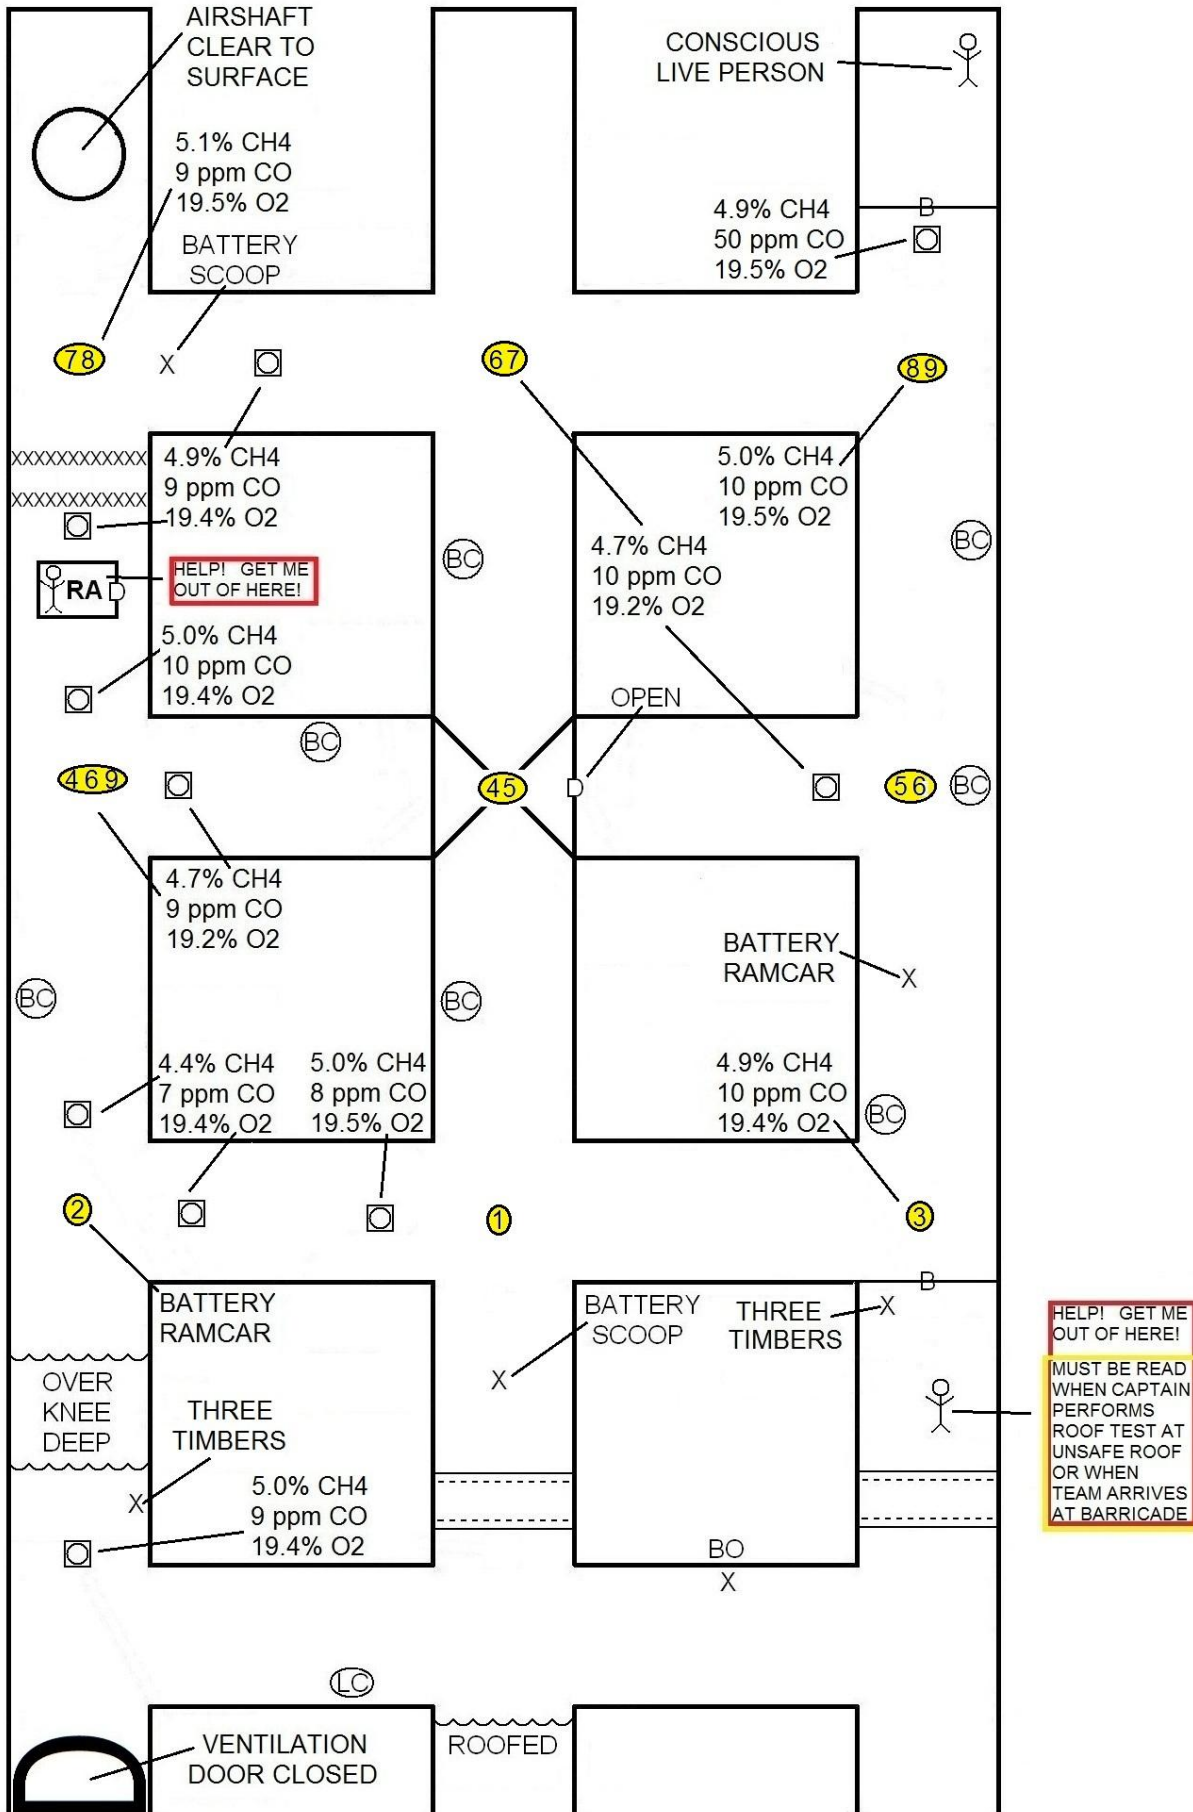 AIRSHAFT
CLEAR TO
SURFACE
CONSCIOUS
LIVE PERSON
5.1% CH4
9 ppm CO
19.5% O2
4.9% CH4
50 ppm CO
19.5% O2
B
BATTERY
SCOOP
78
X
67
89
XXXXXXXXXXXX
XXXXXXXXXXXX
4.9% CH4
9 ppm CO
19.4% O2
5.0% CH4
10 ppm CO
19.5% O2
BC
BC
4.7% CH4
10 ppm CO
19.2% O2
RA
D
HELP! GET ME
OUT OF HERE!
5.0% CH4
10 ppm CO
19.4% O2
OPEN
BC
469
45
D
56
BC
4.7% CH4
9 ppm CO
19.2% O2
BATTERY
RAMCAR
X
BC
BC
4.4% CH4
7 ppm CO
19.4% O2
5.0% CH4
8 ppm CO
19.5% O2
4.9% CH4
10 ppm CO
19.4% O2
BC
2
1
3
B
BATTERY
RAMCAR
BATTERY
SCOOP
X
THREE
TIMBERS
X
HELP! GET ME
OUT OF HERE!
MUST BE READ
WHEN CAPTAIN
PERFORMS
ROOF TEST AT
UNSAFE ROOF
OR WHEN
TEAM ARRIVES
AT BARRICADE
OVER
KNEE
DEEP
THREE
TIMBERS
X
5.0% CH4
9 ppm CO
19.4% O2
BO
X
LC
VENTILATION
DOOR CLOSED
ROOFED